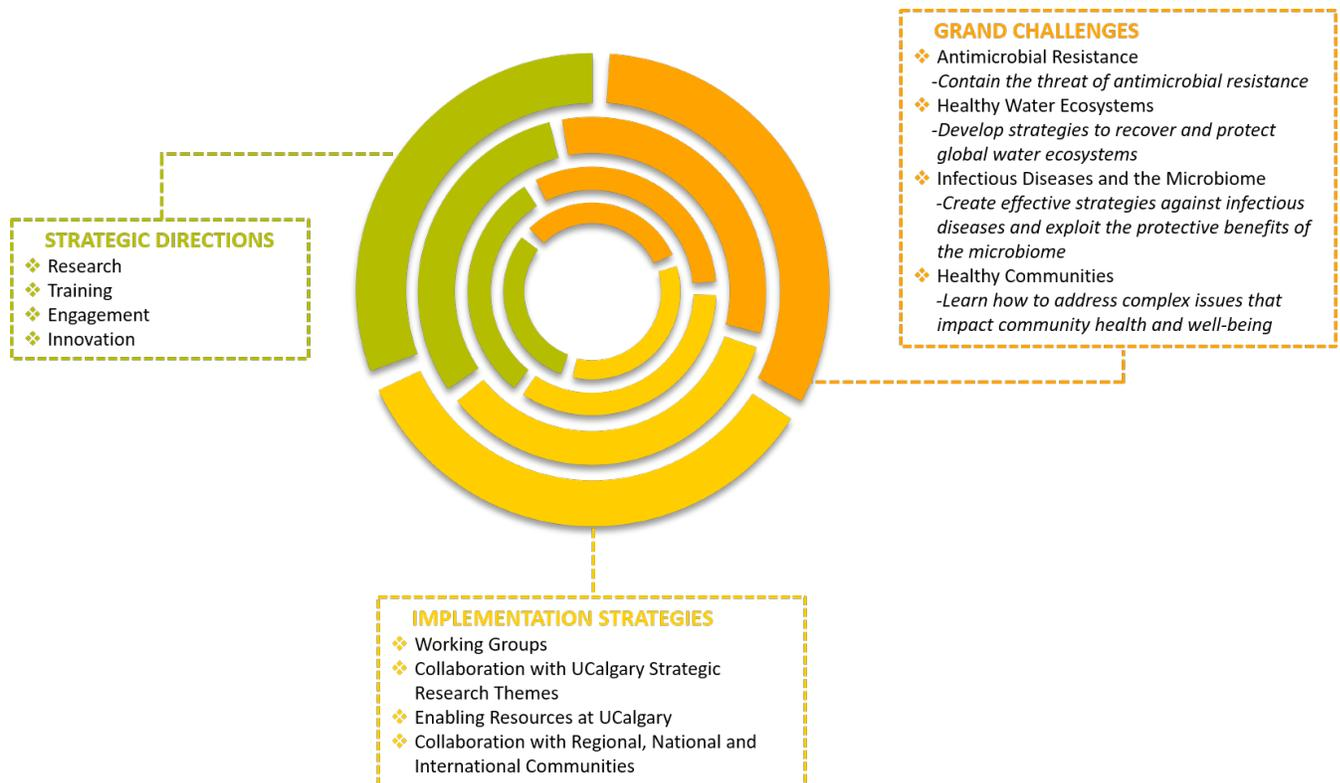 STRATEGIC DIRECTIONS
❖ Research
❖ Training
❖ Engagement
❖ Innovation
GRAND CHALLENGES
❖ Antimicrobial Resistance
-Contain the threat of antimicrobial resistance
❖ Healthy Water Ecosystems
-Develop strategies to recover and protect
global water ecosystems
❖ Infectious Diseases and the Microbiome
-Create effective strategies against infectious
diseases and exploit the protective benefits of
the microbiome
❖ Healthy Communities
-Learn how to address complex issues that
impact community health and well-being
IMPLEMENTATION STRATEGIES
❖ Working Groups
❖ Collaboration with UCalgary Strategic
Research Themes
❖ Enabling Resources at UCalgary
❖ Collaboration with Regional, National and
International Communities